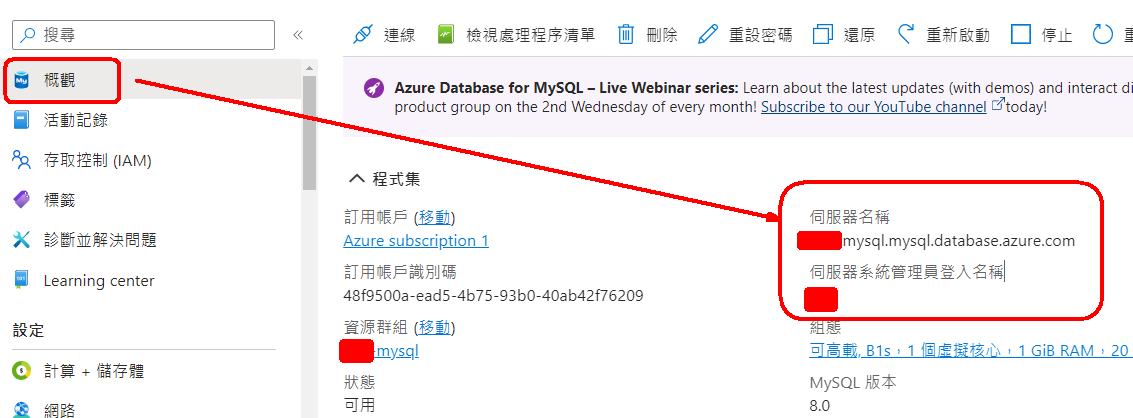 搜尋
«
連線
檢視處理程序清單
刪除
重設密碼
還原
重新啟動
停止
概觀
活動記錄
存取控制 (IAM)
標籤
診斷並解決問題
Learning center
設定
計算 + 儲存體
網路
Azure Database for MySQL – Live Webinar series: Learn about the latest updates (with demos) and interact di
product group on the 2nd Wednesday of every month! Subscribe to our YouTube channel today!
程式集
訂用帳戶 (移動)
Azure subscription 1
訂用帳戶識別碼
48f9500a-ead5-4b75-93b0-40ab42f76209
資源群組 (移動)
-mysql
狀態
可用
伺服器名稱
mysql.mysql.database.azure.com
伺服器系統管理員登入名稱
組態
可高載, B1s，1 個虛擬核心，1 GiB RAM，20
MySQL 版本
8.0